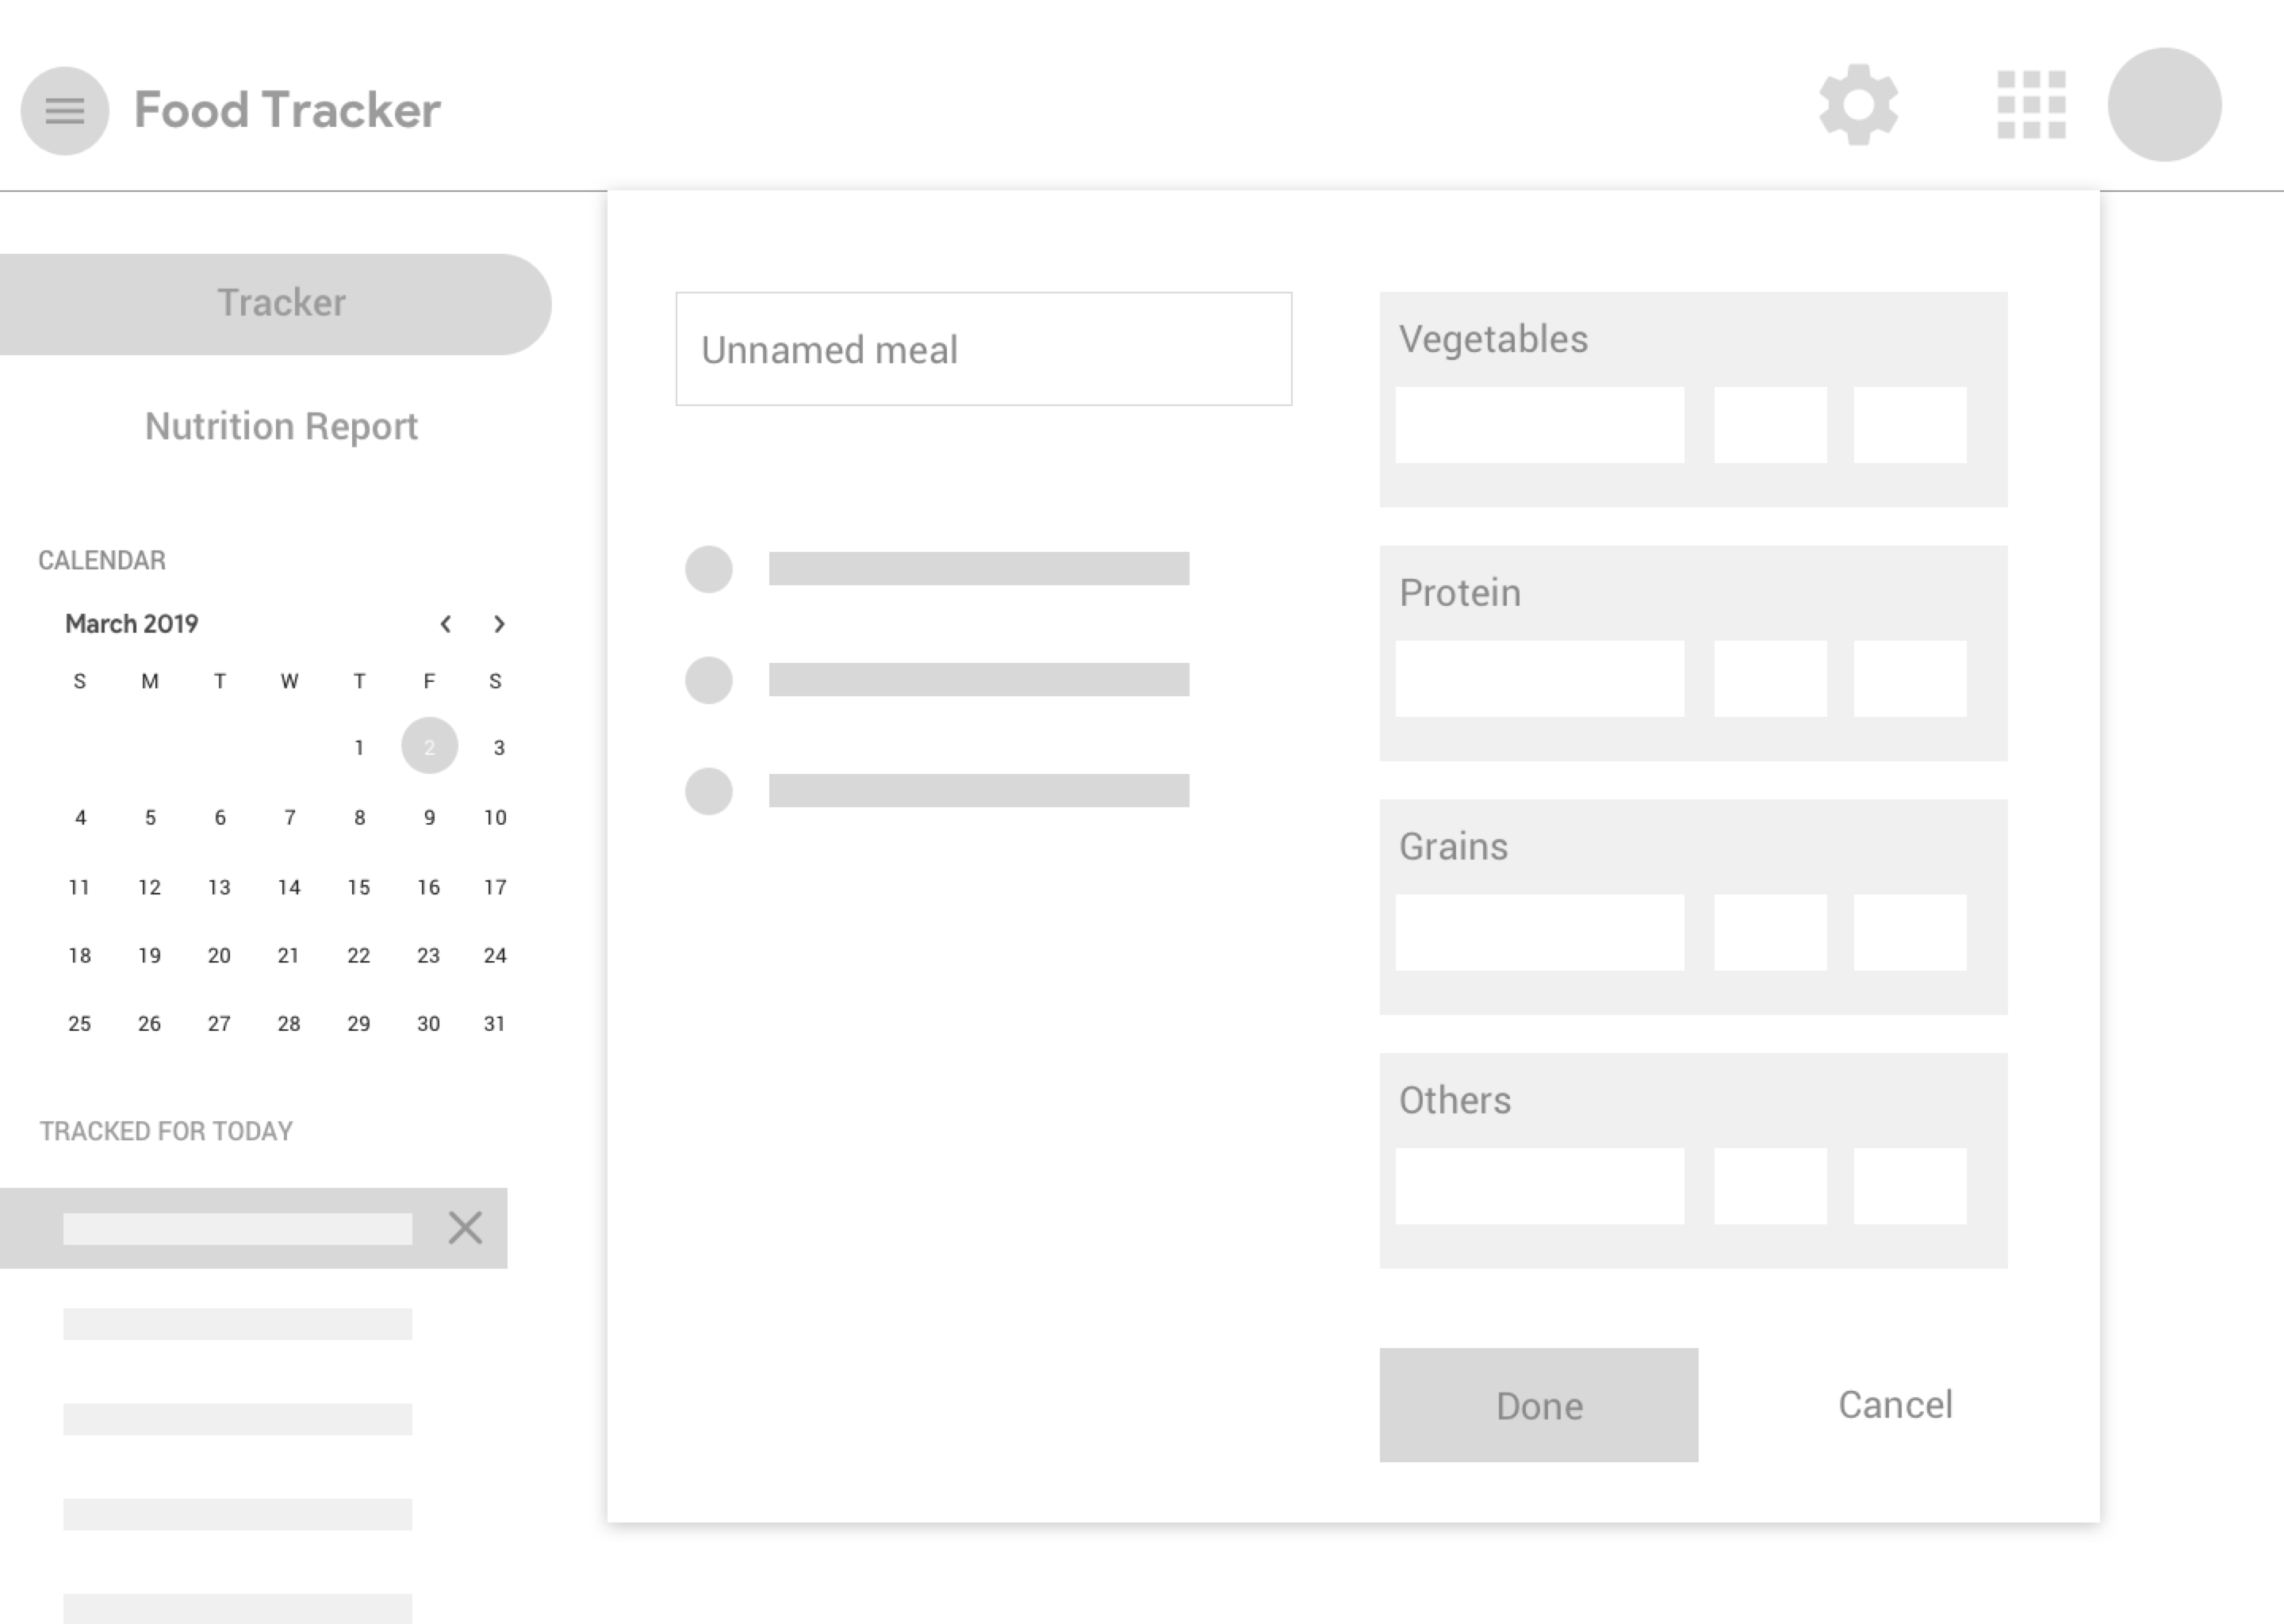 Food Tracker
Tracker
Nutrition Report
CALENDAR
March 2019
S M T W T F S
1 2 3
4 5 6 7 8 9 10
11 12 13 14 15 16 17
18 19 20 21 22 23 24
25 26 27 28 29 30 31
TRACKED FOR TODAY
Unnamed meal
Vegetables
Protein
Grains
Others
Done
Cancel